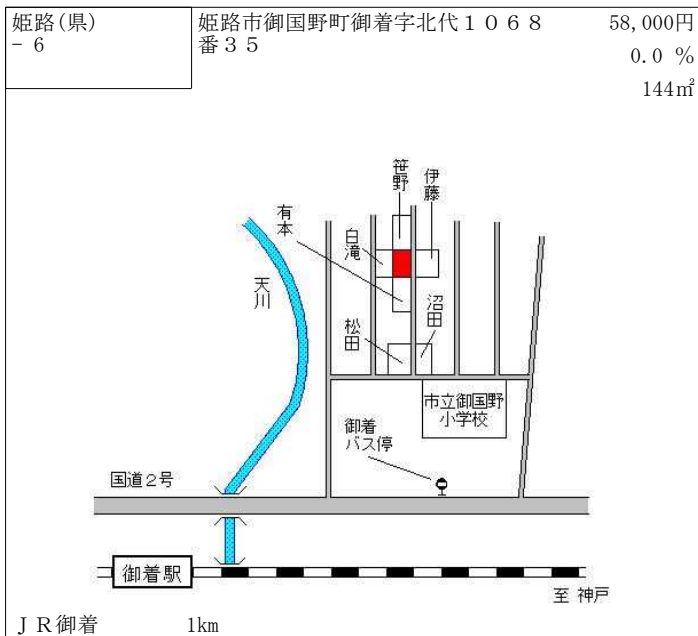 姫路(県)
- 6
姫路市御国野町御着字北代１０６８
番３５
58,000円
0.0 %
144㎡
笹野
伊藤
有本
白滝
天川
松田
沼田
市立御国野
小学校
御着
バス停
国道２号
御着駅
至 神戸
ＪＲ御着 1km